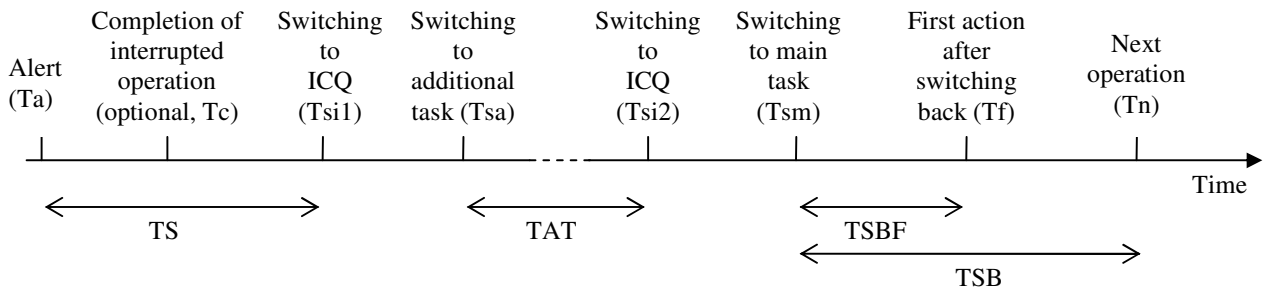 Alert
(Ta)
Completion of
interrupted
operation
(optional, Tc)
Switching
to
ICQ
(Tsi1)
Switching
to
additional
task (Tsa)
Switching
to
ICQ
(Tsi2)
Switching
to main
task
(Tsm)
First action
after
switching
back (Tf)
Next
operation
(Tn)
Time
TS
TAT
TSBF
TSB